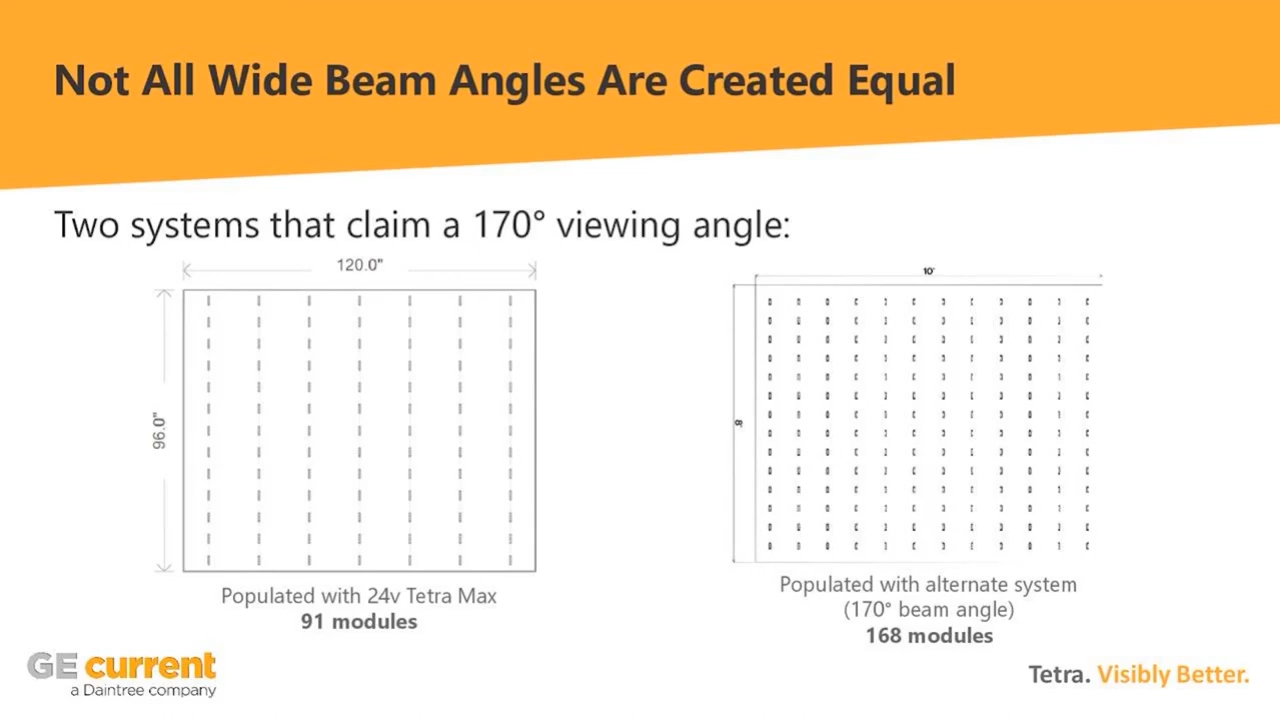 Not All Wide Beam Angles Are Created Equal
Two systems that claim a 170° viewing angle:
120.0"
96.0"
Populated with 24v Tetra Max
91 modules
10'
8'
Populated with alternate system
(170° beam angle)
168 modules
GE current
a Daintree company
Tetra. Visibly Better.